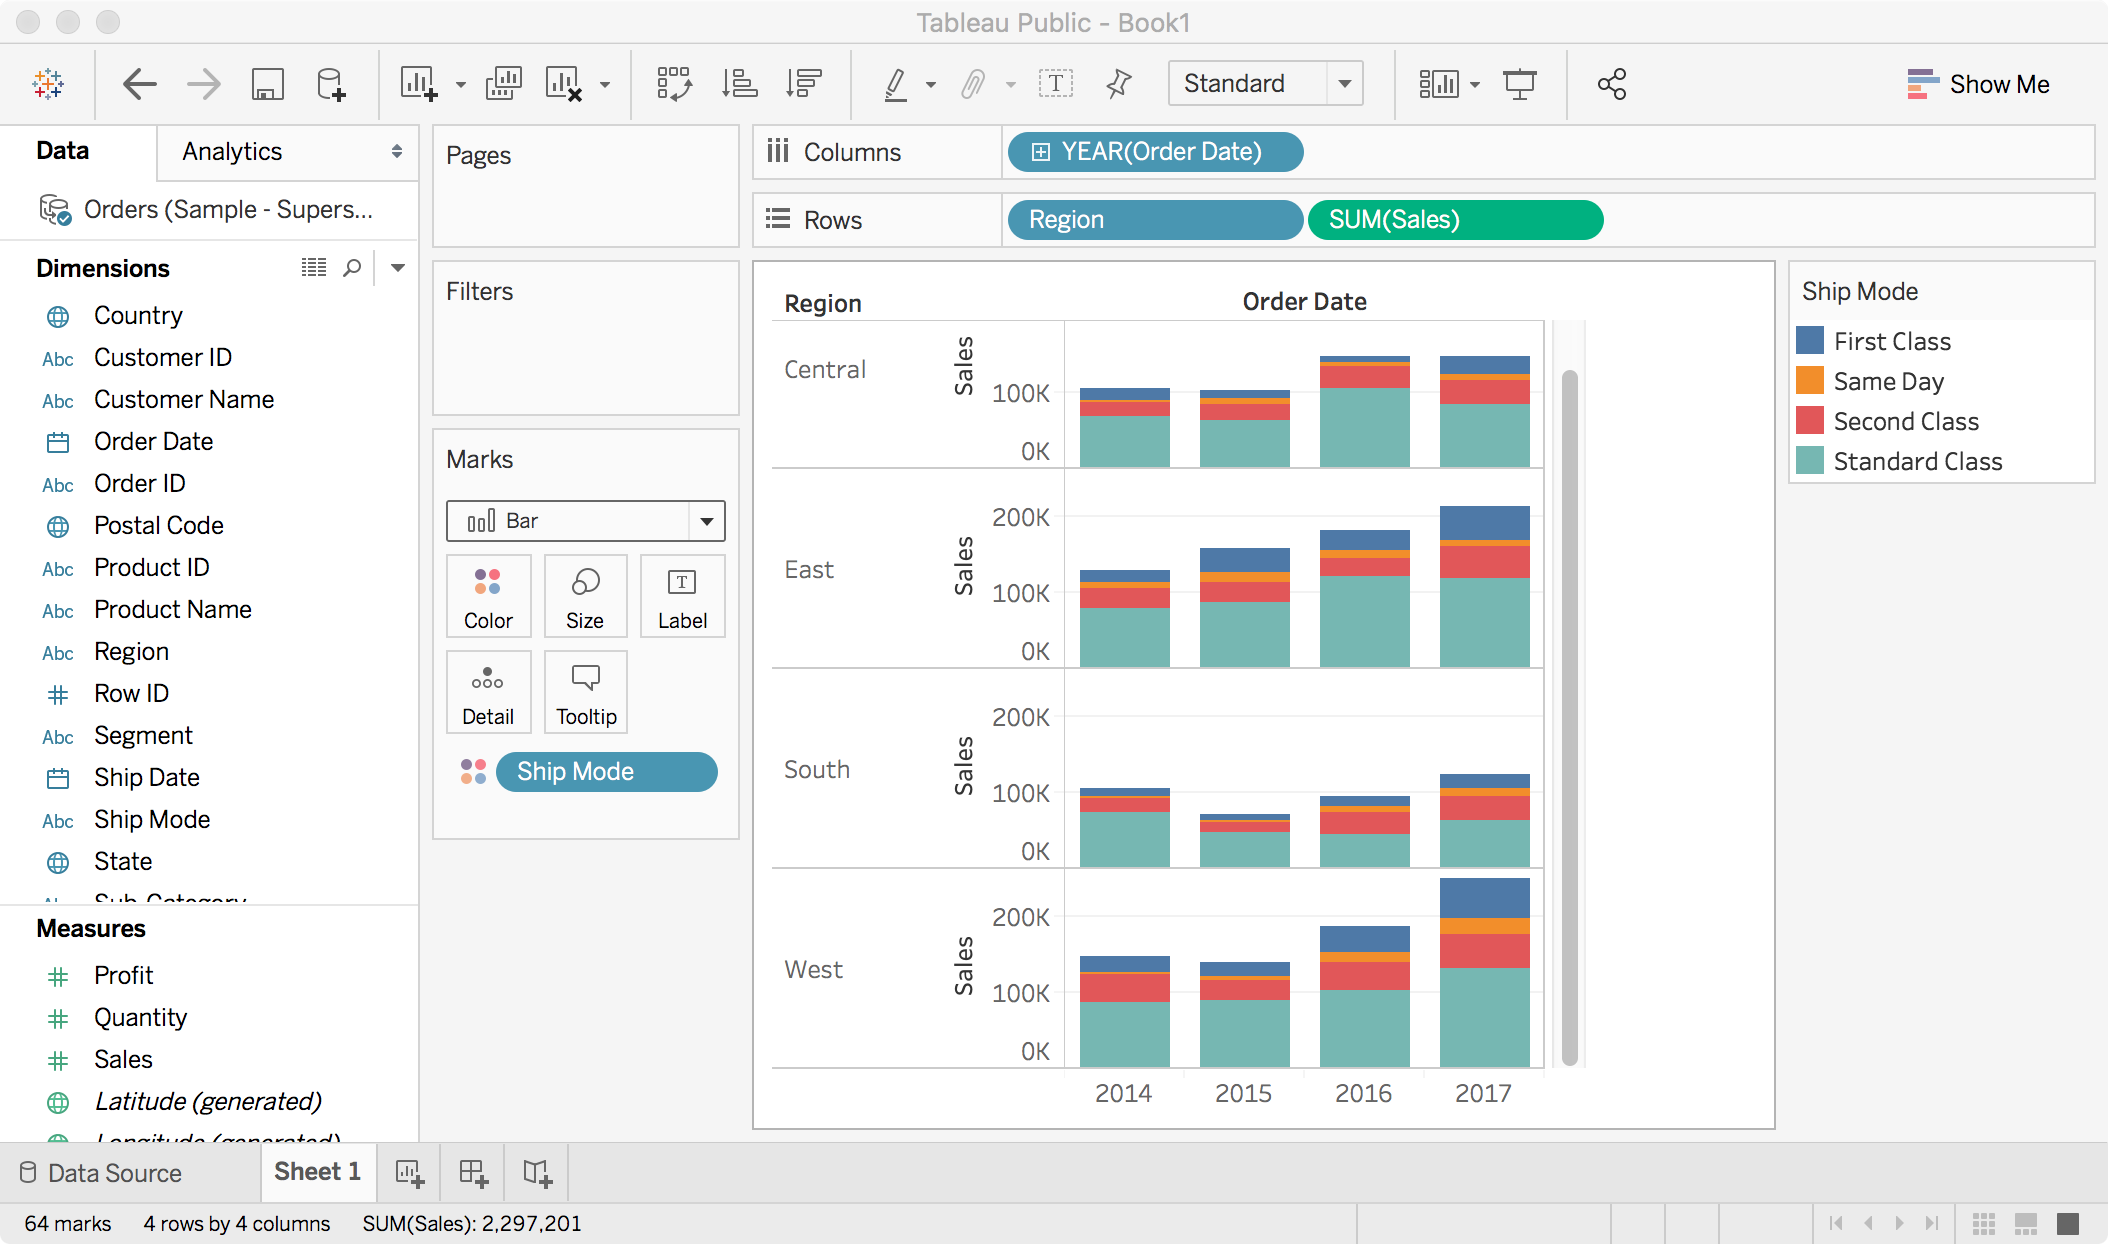 Tableau Public - Book1
Standard
Show Me
Data
Analytics
Orders (Sample - Supers...
Dimensions
Country
Abc Customer ID
Abc Customer Name
Order Date
Abc Order ID
Postal Code
Abc Product ID
Abc Product Name
Abc Region
Row ID
Abc Segment
Ship Date
Abc Ship Mode
State
Sub-Category
Measures
Profit
Quantity
Sales
Latitude (generated)
Longitude (generated)
Pages
Filters
Marks
Bar
Color
Size
T
Label
Detail
Tooltip
Ship Mode
Columns
YEAR(Order Date)
Rows
Region
SUM(Sales)
Region
Order Date
Central
Sales
100K
0K
East
Sales
200K
100K
0K
South
Sales
200K
100K
0K
West
Sales
200K
100K
0K
2014
2015
2016
2017
Ship Mode
First Class
Same Day
Second Class
Standard Class
Data Source
Sheet 1
64 marks
4 rows by 4 columns
SUM(Sales): 2,297,201